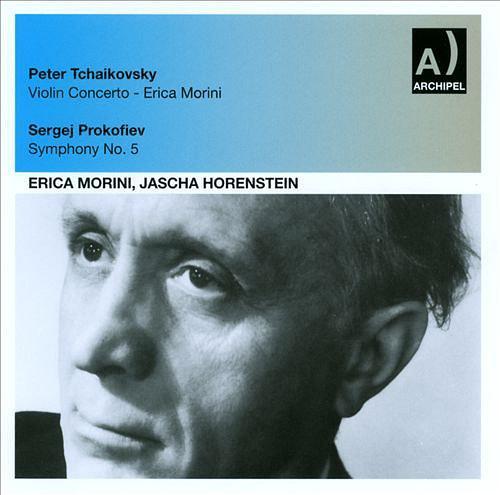 Peter Tchaikovsky
Violin Concerto - Erica Morini
Sergej Prokofiev
Symphony No. 5
A)
ARCHIPEL
ERICA MORINI, JASCHA HORENSTEIN